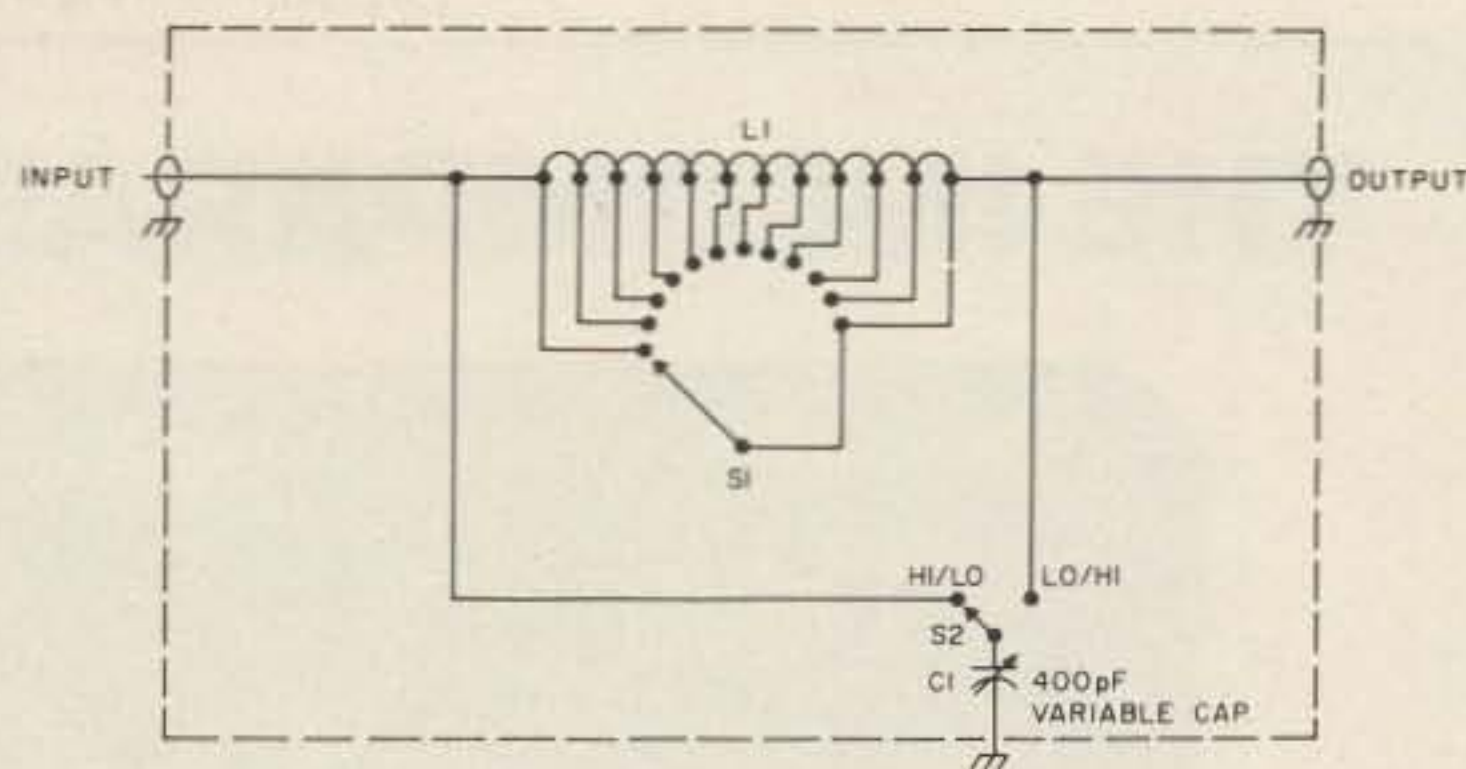 L1
INPUT
OUTPUT
S1
HI/LO
LO/HI
S2
C1
400pF
VARIABLE CAP